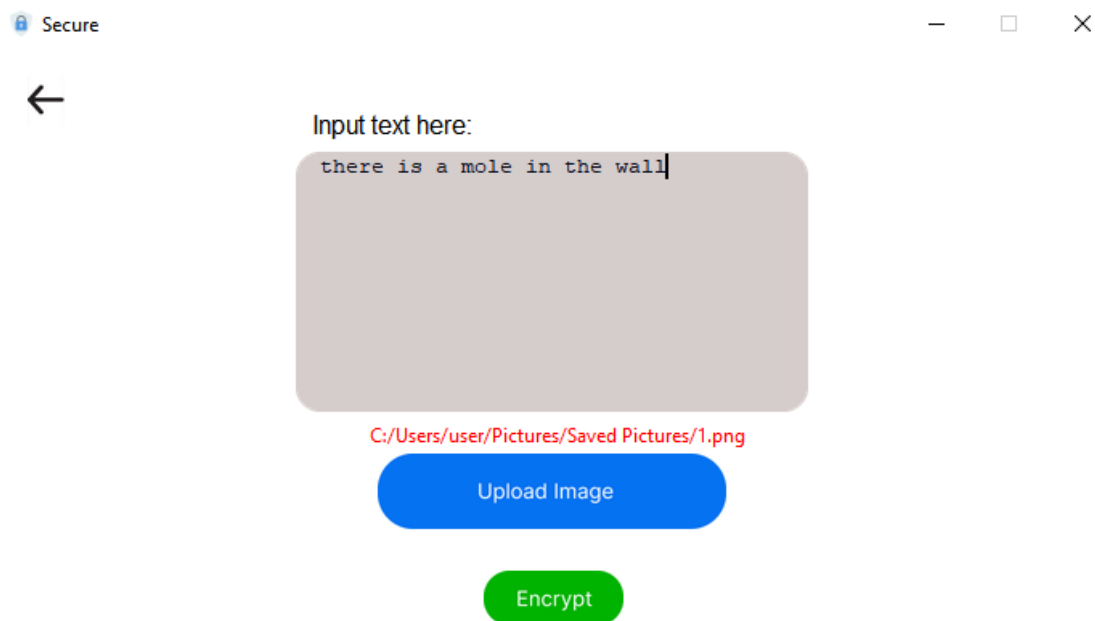 Secure
Input text here:
there is a mole in the wall
C:/Users/user/Pictures/Saved Pictures/1.png
Upload Image
Encrypt